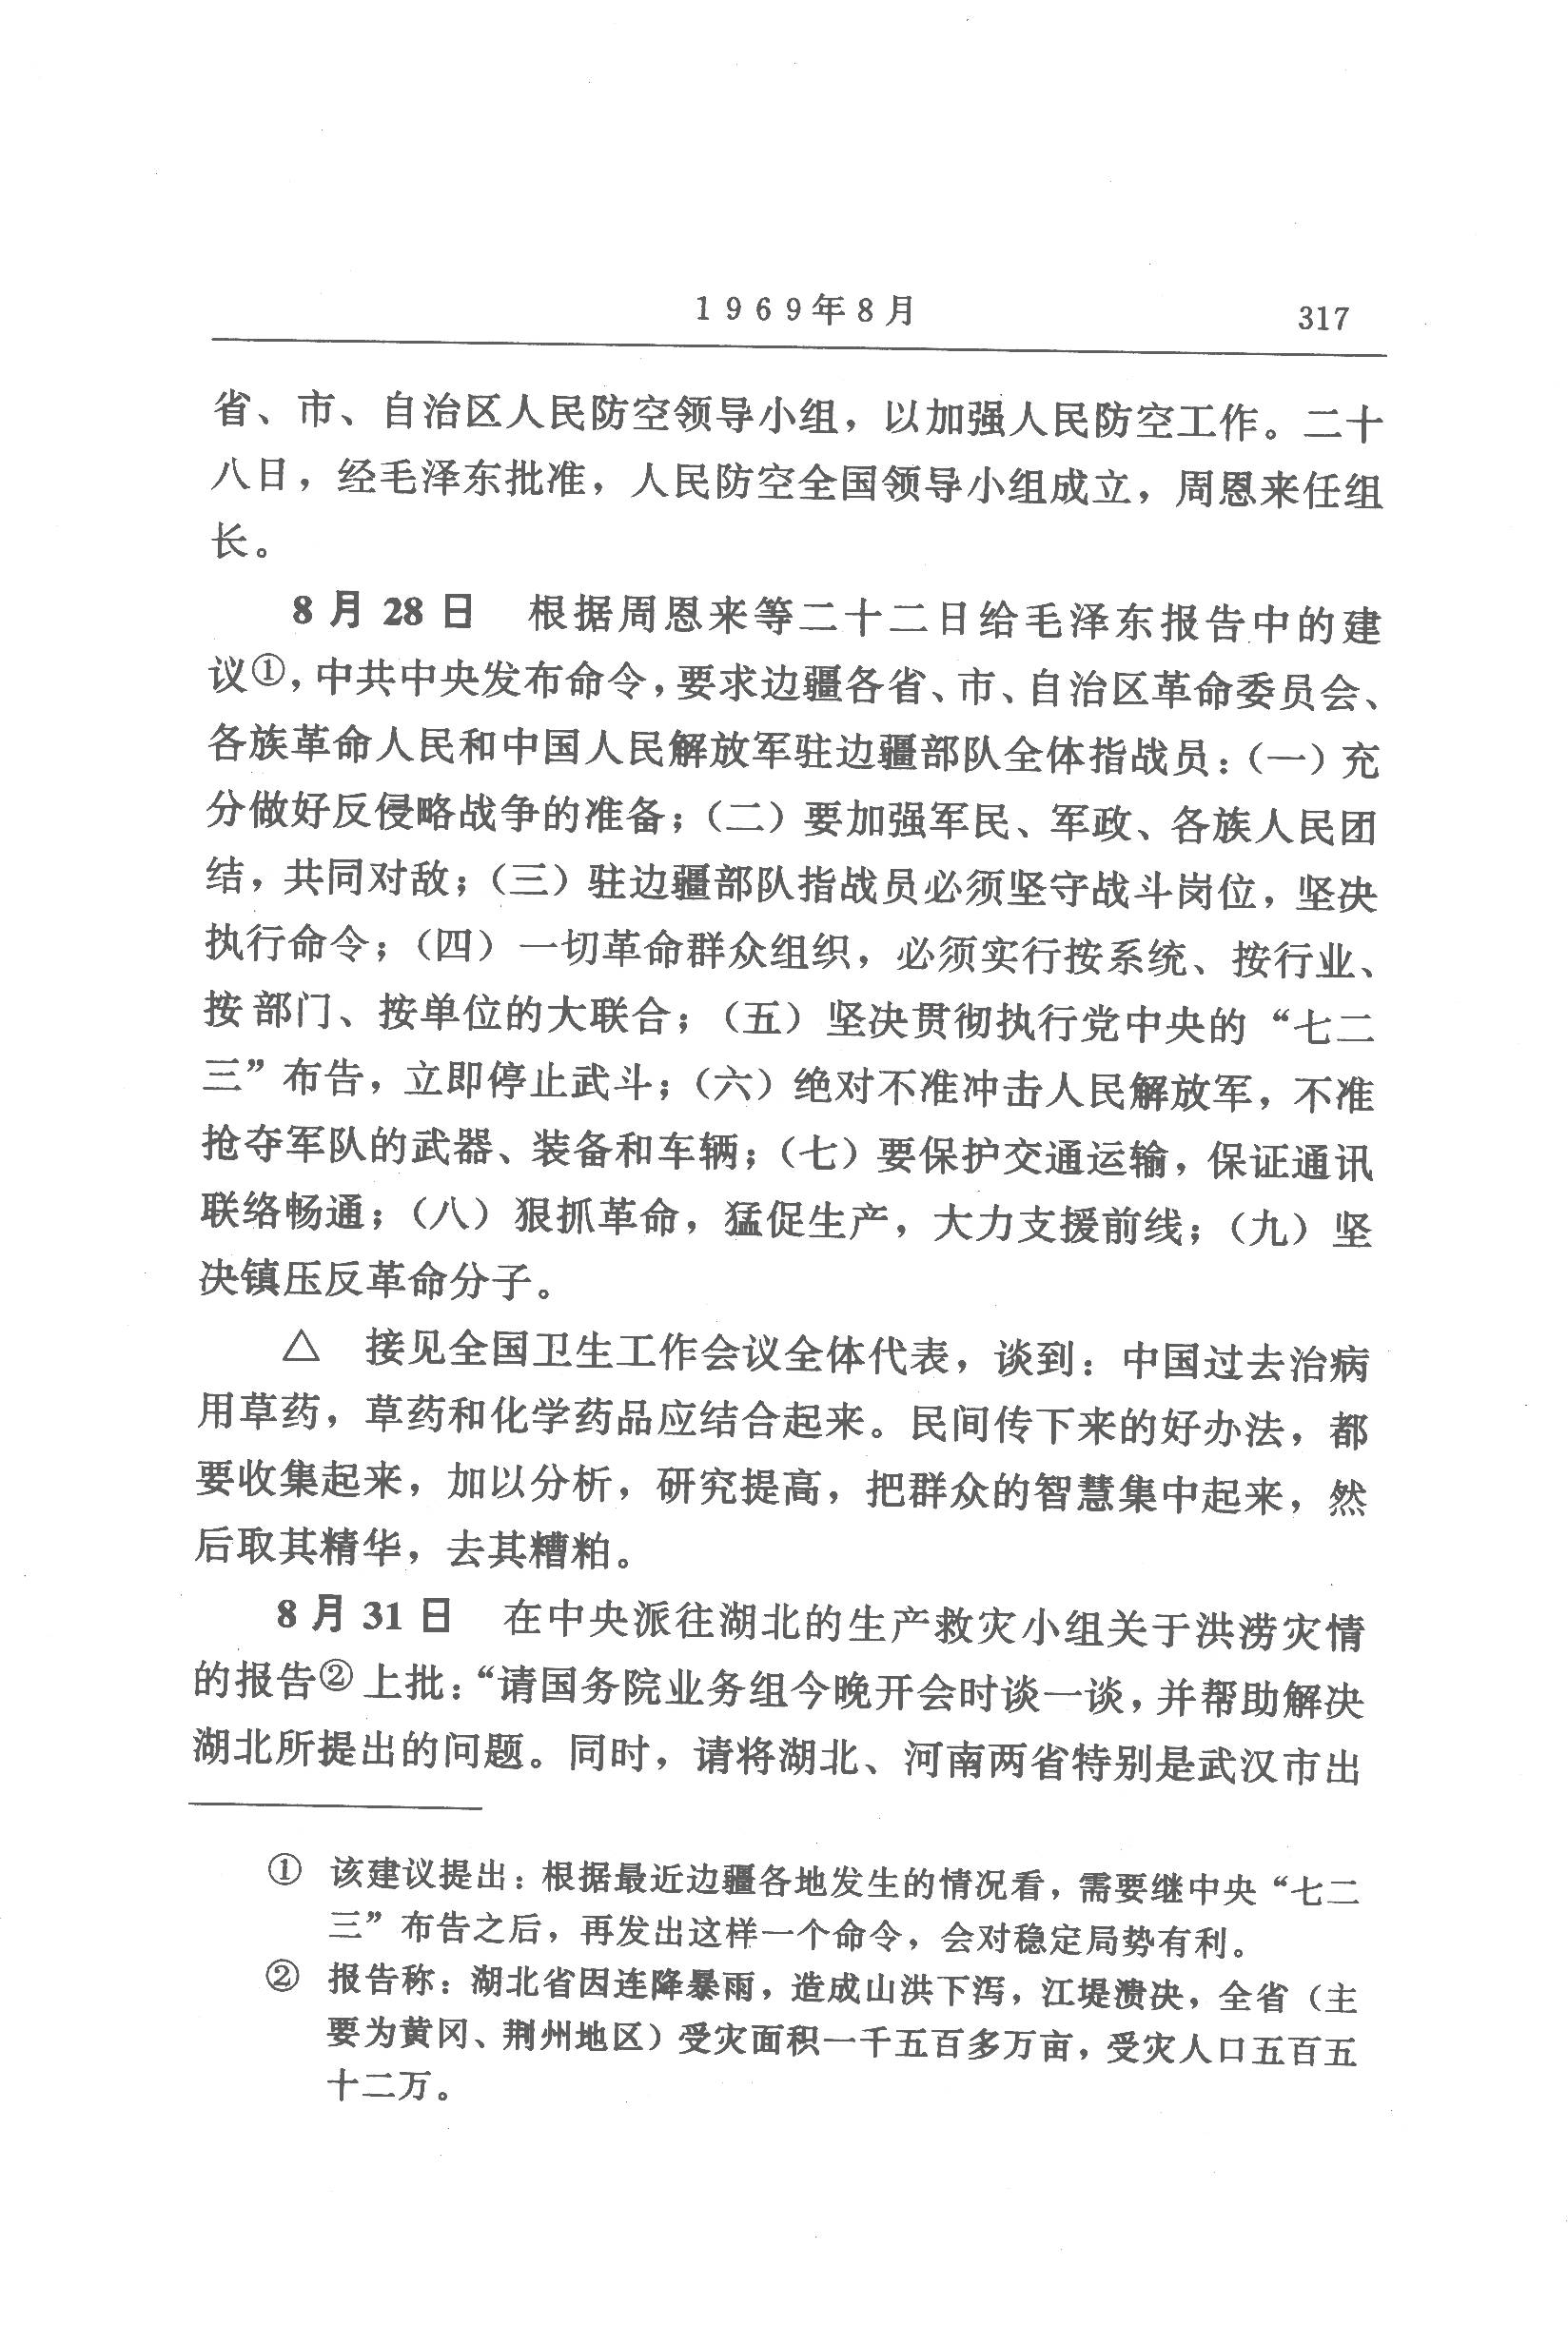 1969年8月
317
省、市、自治区人民防空领导小组，以加强人民防空工作。二十
八日，经毛泽东批准，人民防空全国领导小组成立，周恩来任组
长。
8月28日　根据周恩来等二十二日给毛泽东报告中的建
议①，中共中央发布命令，要求边疆各省、市、自治区革命委员会、
各族革命人民和中国人民解放军驻边疆部队全体指战员：（一）充
分做好反侵略战争的准备；（二）要加强军民、军政、各族人民团
结，共同对敌；（三）驻边疆部队指战员必须坚守战斗岗位，坚决
执行命令；（四）一切革命群众组织，必须实行按系统、按行业、
按部门、按单位的大联合；（五）坚决贯彻执行党中央的“七二
三”布告，立即停止武斗；（六）绝对不准冲击人民解放军，不准
抢夺军队的武器、装备和车辆；（七）要保护交通运输，保证通讯
联络畅通；（八）狠抓革命，猛促生产，大力支援前线；（九）坚
决镇压反革命分子。
△　接见全国卫生工作会议全体代表，谈到：中国过去治病
用草药，草药和化学药品应结合起来。民间传下来的好办法，都
要收集起来，加以分析，研究提高，把群众的智慧集中起来，然
后取其精华，去其糟粕。
8月31日　在中央派往湖北的生产救灾小组关于洪涝灾情
的报告②上批：“请国务院业务组今晚开会时谈一谈，并帮助解决
湖北所提出的问题。同时，请将湖北、河南两省特别是武汉市出
①　该建议提出：根据最近边疆各地发生的情况看，需要继中央“七二
三”布告之后，再发出这样一个命令，会对稳定局势有利。
②　报告称：湖北省因连降暴雨，造成山洪下泻，江堤溃决，全省（主
要为黄冈、荆州地区）受灾面积一千五百多万亩，受灾人口五百五
十二万。